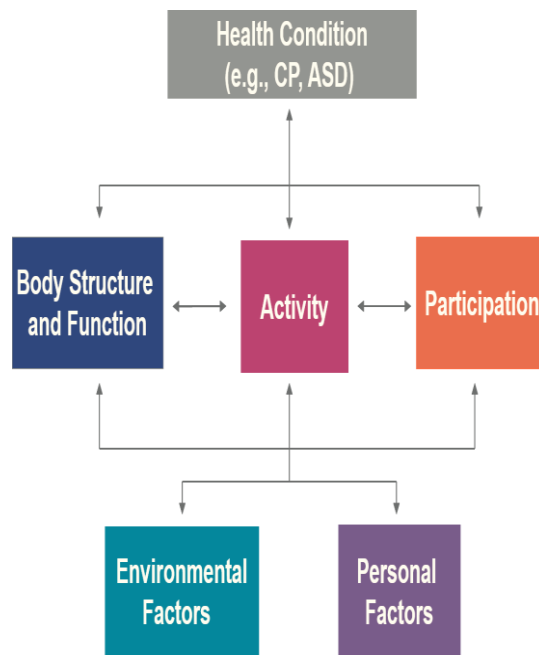 Health Condition
(e.g., CP, ASD)
Body Structure
and Function
Activity
Participation
Environmental
Factors
Personal
Factors